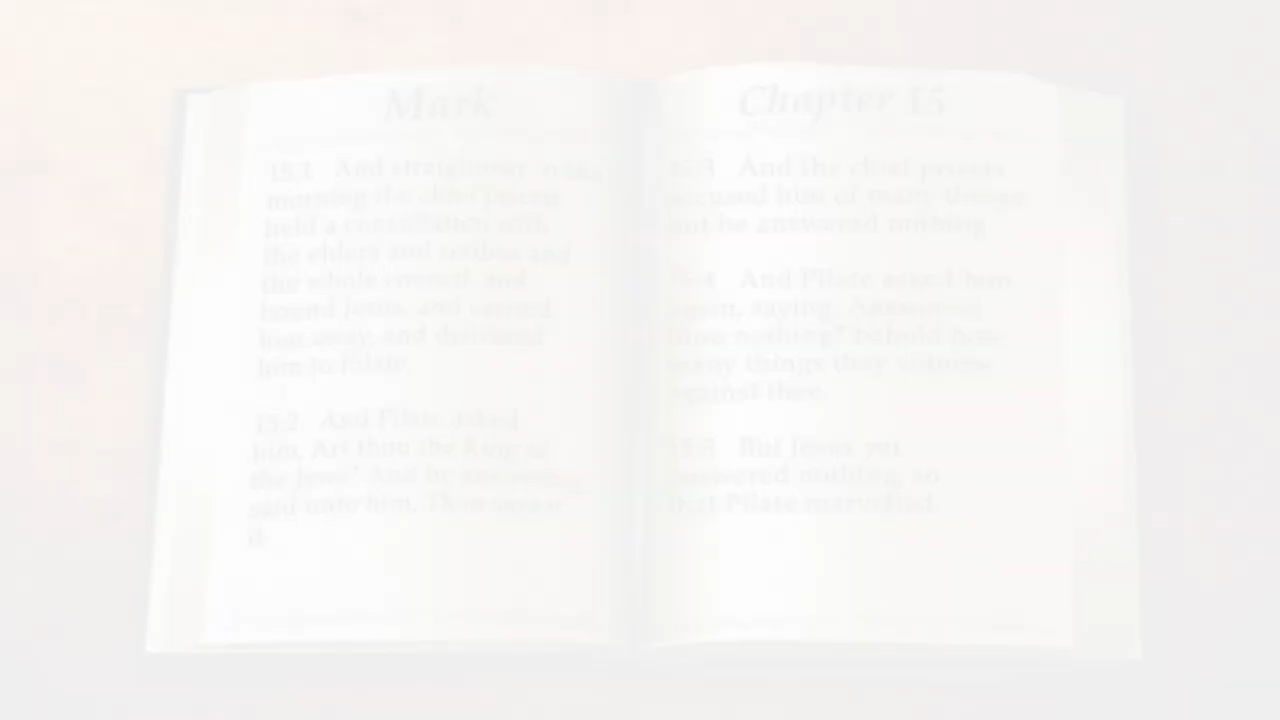 Mark
15:1 And straightway in the
morning the chief priests
held a consultation with
the elders and scribes and
the whole council, and
bound Jesus, and carried
him away, and delivered
him to Pilate.
15:2 And Pilate asked
him, Art thou the King of
the Jews? And he answering
said unto him, Thou sayest
it.
Chapter 15
15:3 And the chief priests
accused him of many things:
but he answered nothing.
15:4 And Pilate asked him
again, saying, Answerest
thou nothing? behold how
many things they witness
against thee.
15:5 But Jesus yet
answered nothing; so
that Pilate marvelled.